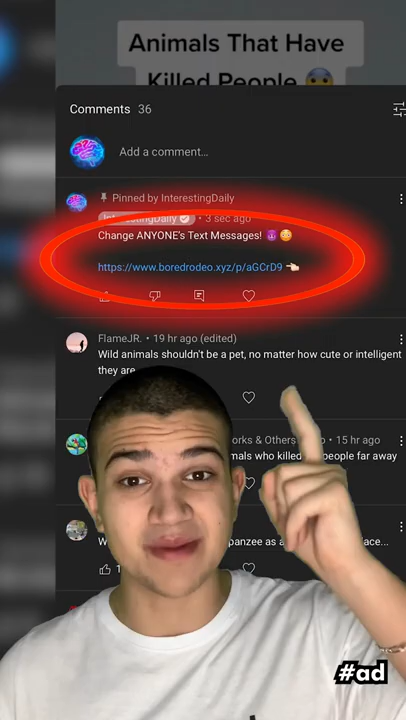 Animals That Have
Killed People 😨
Comments 36
Add a comment...
Pinned by InterestingDaily
InterestingDaily • 3 sec ago
Change ANYONE's Text Messages! 😈😳
https://www.boredrodeo.xyz/p/aGCrD9 👈🏻
FlameJR. • 19 hr ago (edited)
Wild animals shouldn't be a pet, no matter how cute or intelligent
they are
& Others • 15 hr ago
who killed people far away
as a
#ad